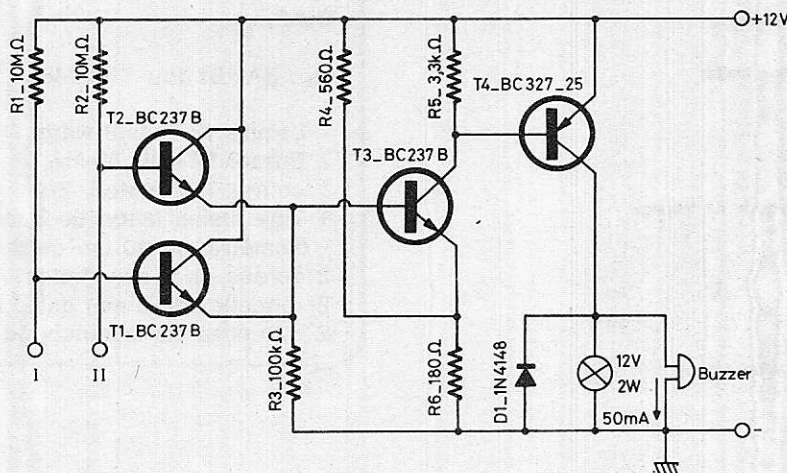 +12V
R1_10MΩ
R2_10MΩ
R4_560Ω
R5_3,3kΩ
T4_BC327_25
T2_BC237B
T3_BC237B
T1_BC237B
I
II
R3_100kΩ
R6_180Ω
D1_1N4148
12V
2W
50mA
Buzzer
-